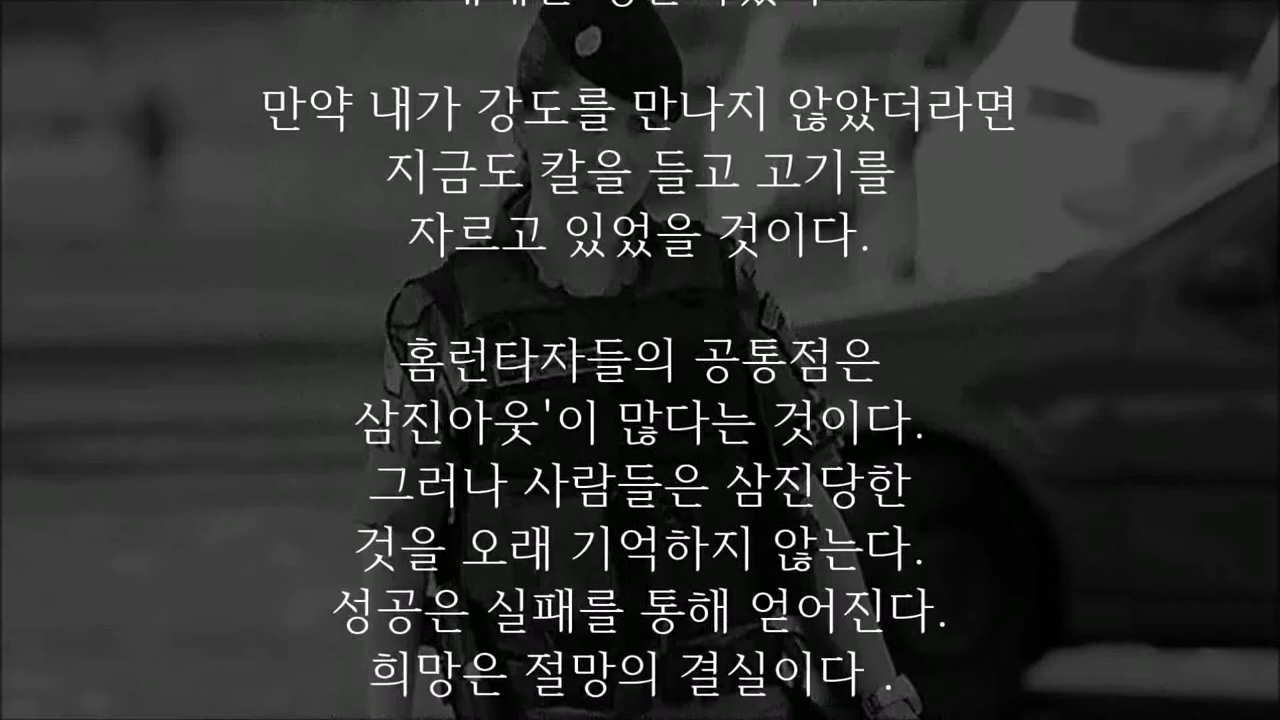 만약 내가 강도를 만나지 않았더라면
지금도 칼을 들고 고기를
자르고 있었을 것이다.
홈런타자들의 공통점은
삼진아웃'이 많다는 것이다.
그러나 사람들은 삼진당한
것을 오래 기억하지 않는다.
성공은 실패를 통해 얻어진다.
희망은 절망의 결실이다 .